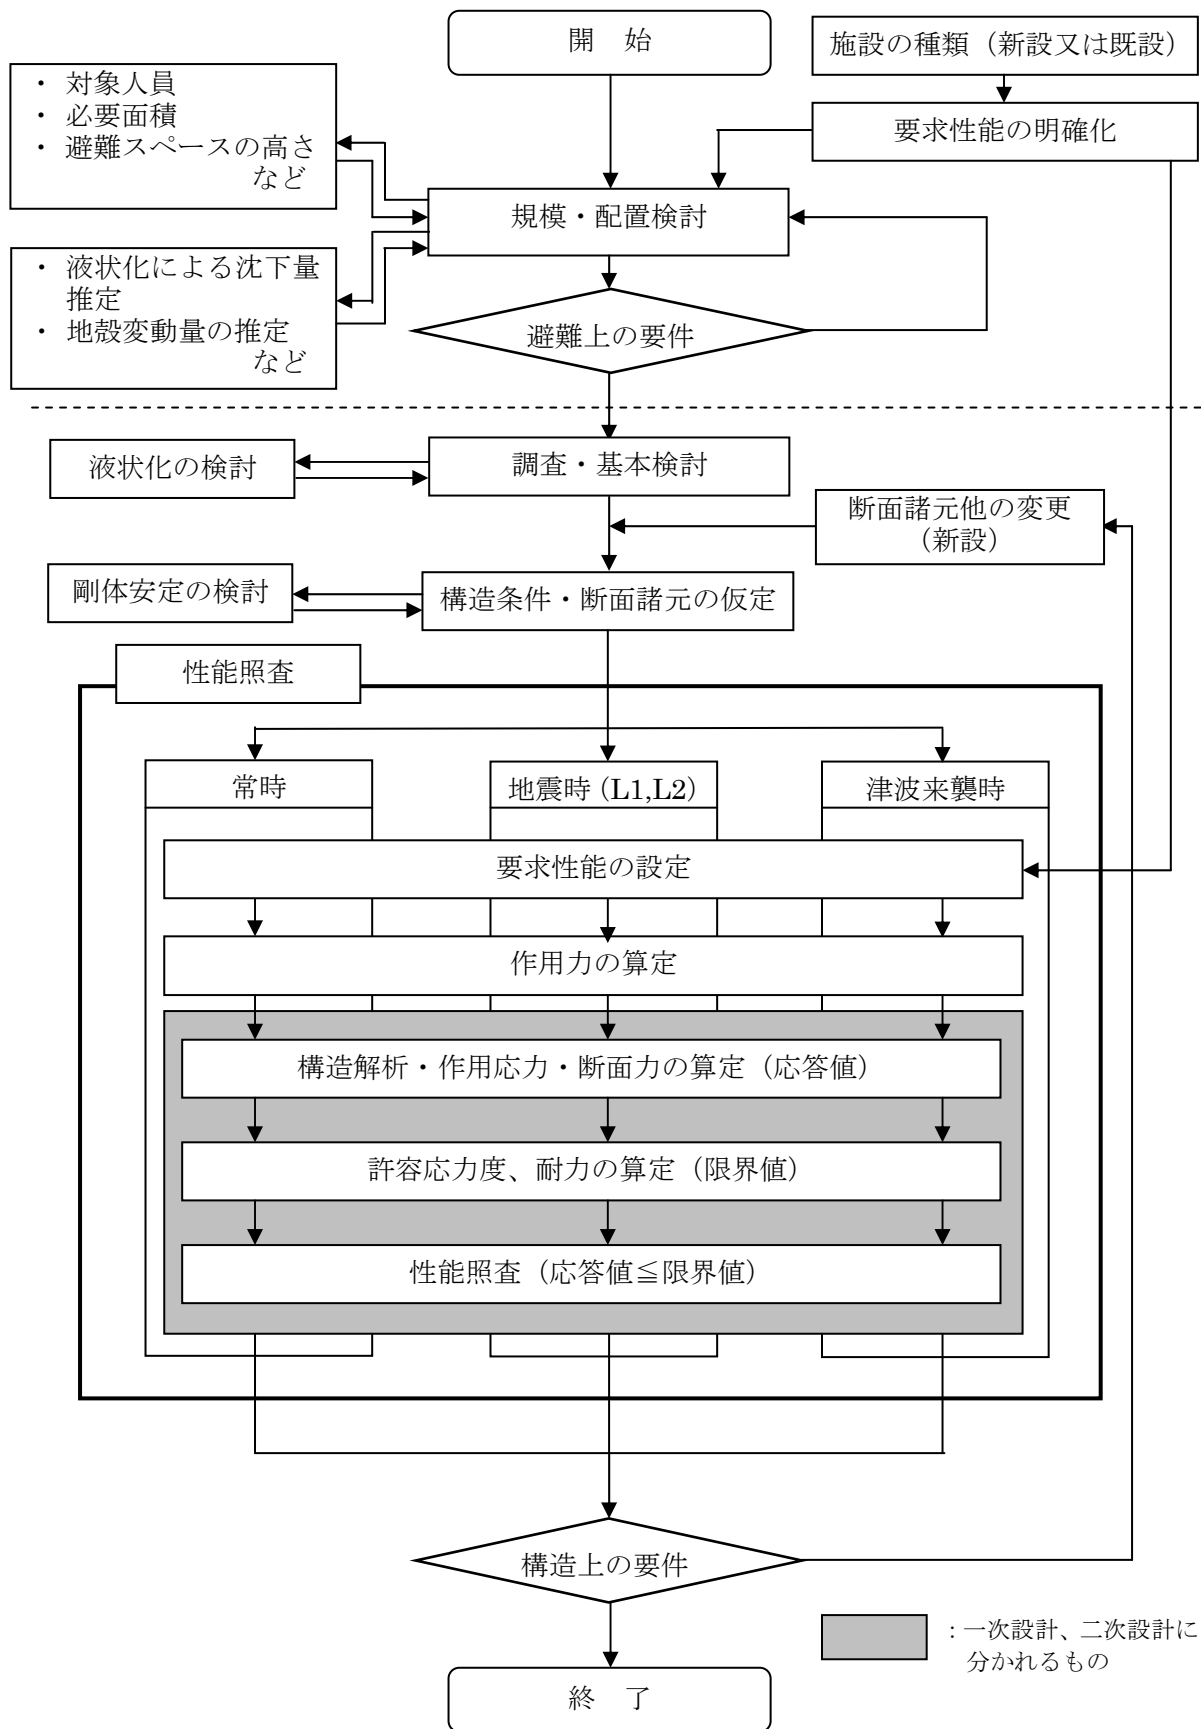 開　始
施設の種類（新設又は既設）
・ 対象人員
・ 必要面積
・ 避難スペースの高さ
など
要求性能の明確化
規模・配置検討
・ 液状化による沈下量
推定
・ 地殻変動量の推定
など
避難上の要件
液状化の検討
調査・基本検討
断面諸元他の変更
（新設）
剛体安定の検討
構造条件・断面諸元の仮定
性能照査
常時
地震時(L1,L2)
津波来襲時
要求性能の設定
作用力の算定
構造解析・作用応力・断面力の算定（応答値）
許容応力度、耐力の算定（限界値）
性能照査（応答値≦限界値）
構造上の要件
：一次設計、二次設計に
分かれるもの
終　了